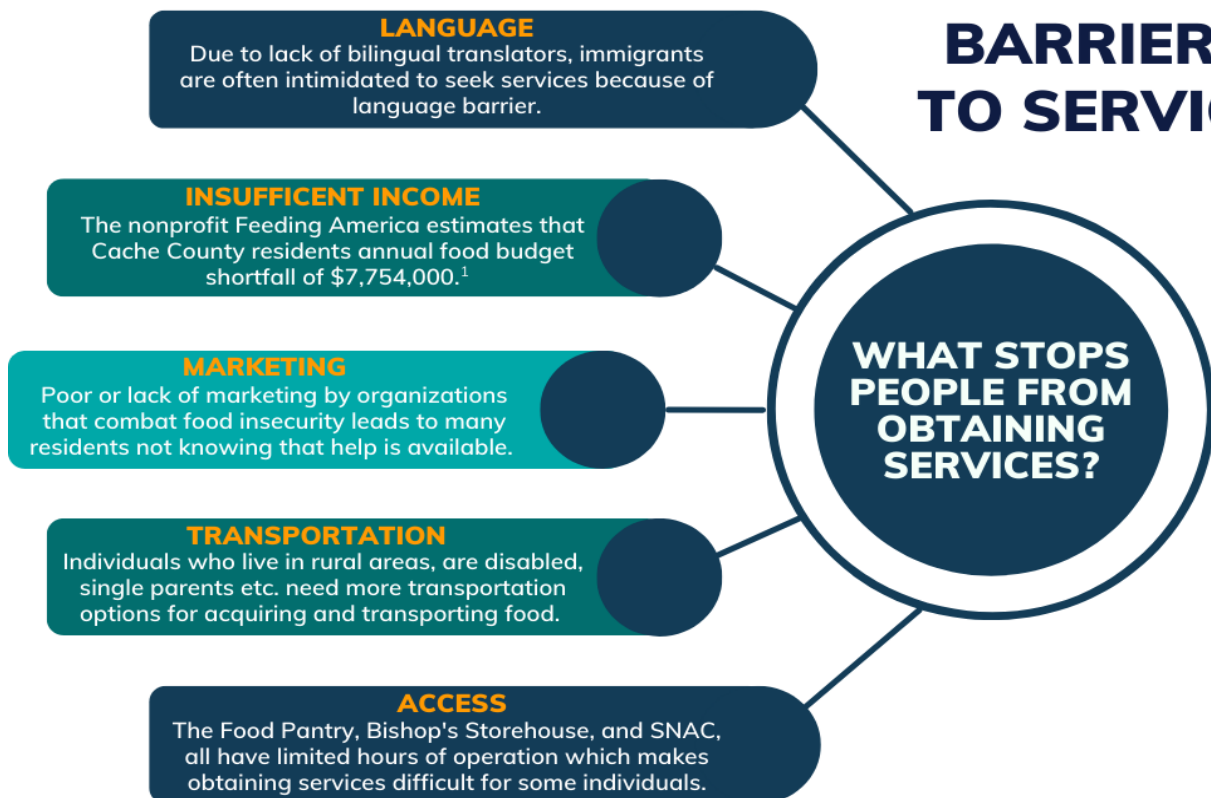 LANGUAGE
Due to lack of bilingual translators, immigrants
are often intimidated to seek services because of
language barrier.
BARRIER
TO SERVIC
INSUFFICENT INCOME
The nonprofit Feeding America estimates that
Cache County residents annual food budget
shortfall of $7,754,000.¹
MARKETING
Poor or lack of marketing by organizations
that combat food insecurity leads to many
residents not knowing that help is available.
TRANSPORTATION
Individuals who live in rural areas, are disabled,
single parents etc. need more transportation
options for acquiring and transporting food.
ACCESS
The Food Pantry, Bishop's Storehouse, and SNAC,
all have limited hours of operation which makes
obtaining services difficult for some individuals.
WHAT STOPS
PEOPLE FROM
OBTAINING
SERVICES?